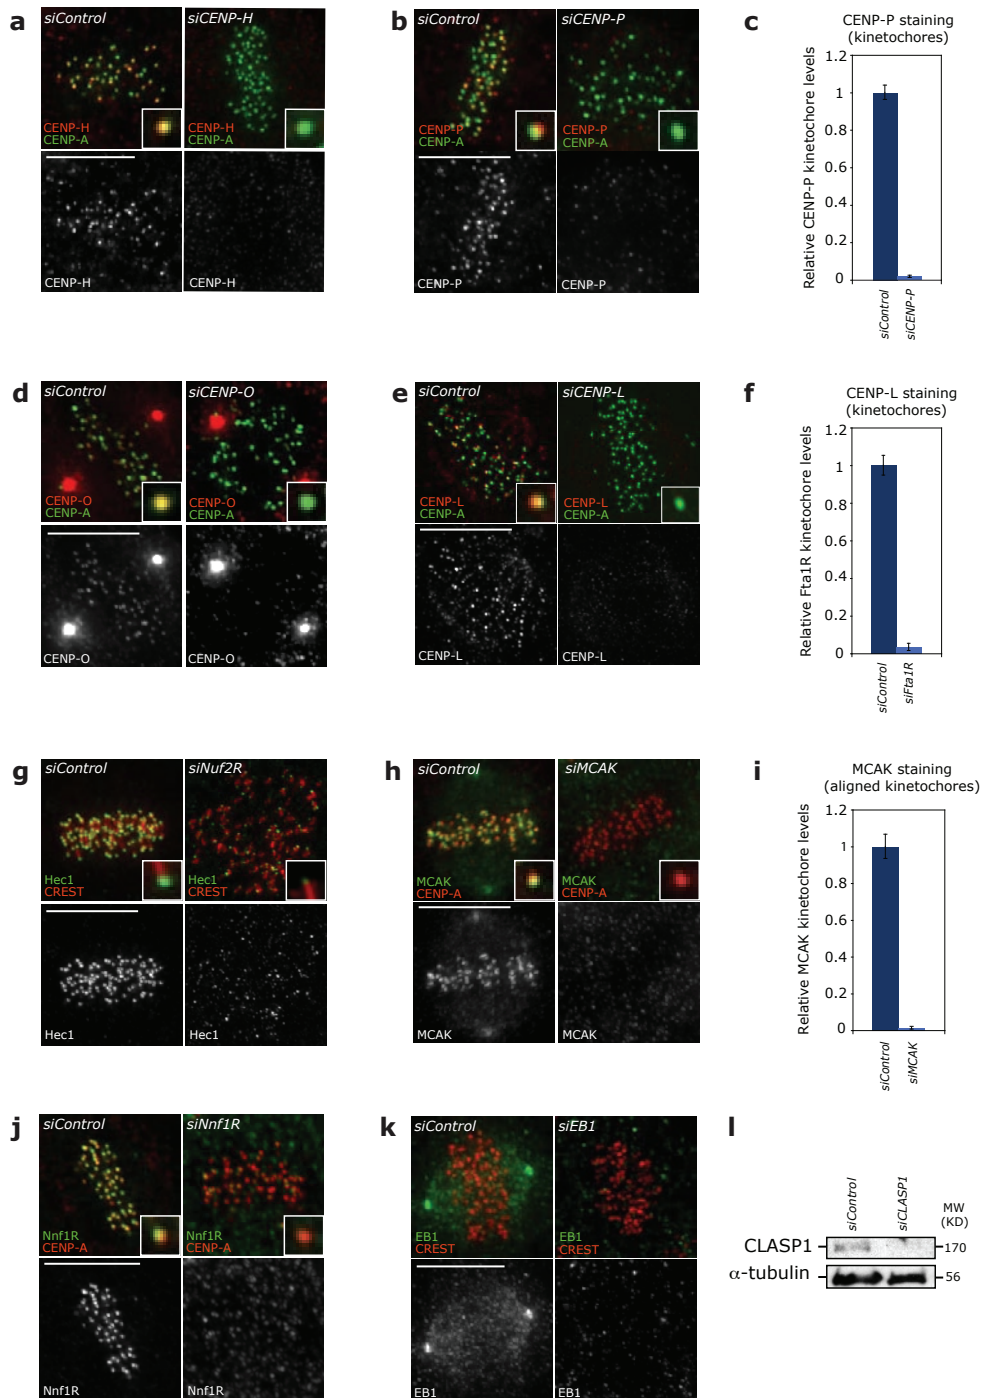 a
siControl
siCENP-H
CENP-H
CENP-A
CENP-H
CENP-A
CENP-H
CENP-H
b
siControl
siCENP-P
CENP-P
CENP-A
CENP-P
CENP-A
CENP-P
CENP-P
c
CENP-P staining
(kinetochores)
Relative CENP-P kinetochore levels
1.2
1
0.8
0.6
0.4
0.2
0
siControl
siCENP-P
d
siControl
siCENP-O
CENP-O
CENP-A
CENP-O
CENP-A
CENP-O
CENP-O
e
siControl
siCENP-L
CENP-L
CENP-A
CENP-L
CENP-A
CENP-L
CENP-L
f
CENP-L staining
(kinetochores)
Relative Fta1R kinetochore levels
1.2
1
0.8
0.6
0.4
0.2
0
siControl
siFta1R
g
siControl
siNuf2R
Hec1
CREST
Hec1
CREST
Hec1
Hec1
h
siControl
siMCAK
MCAK
CENP-A
MCAK
CENP-A
MCAK
MCAK
i
MCAK staining
(aligned kinetochores)
Relative MCAK kinetochore levels
1.2
1
0.8
0.6
0.4
0.2
0
siControl
siMCAK
j
siControl
siNnf1R
Nnf1R
CENP-A
Nnf1R
CENP-A
Nnf1R
Nnf1R
k
siControl
siEB1
EB1
CREST
EB1
CREST
EB1
EB1
l
siControl
siCLASP1
MW
(KD)
CLASP1
170
α-tubulin
56